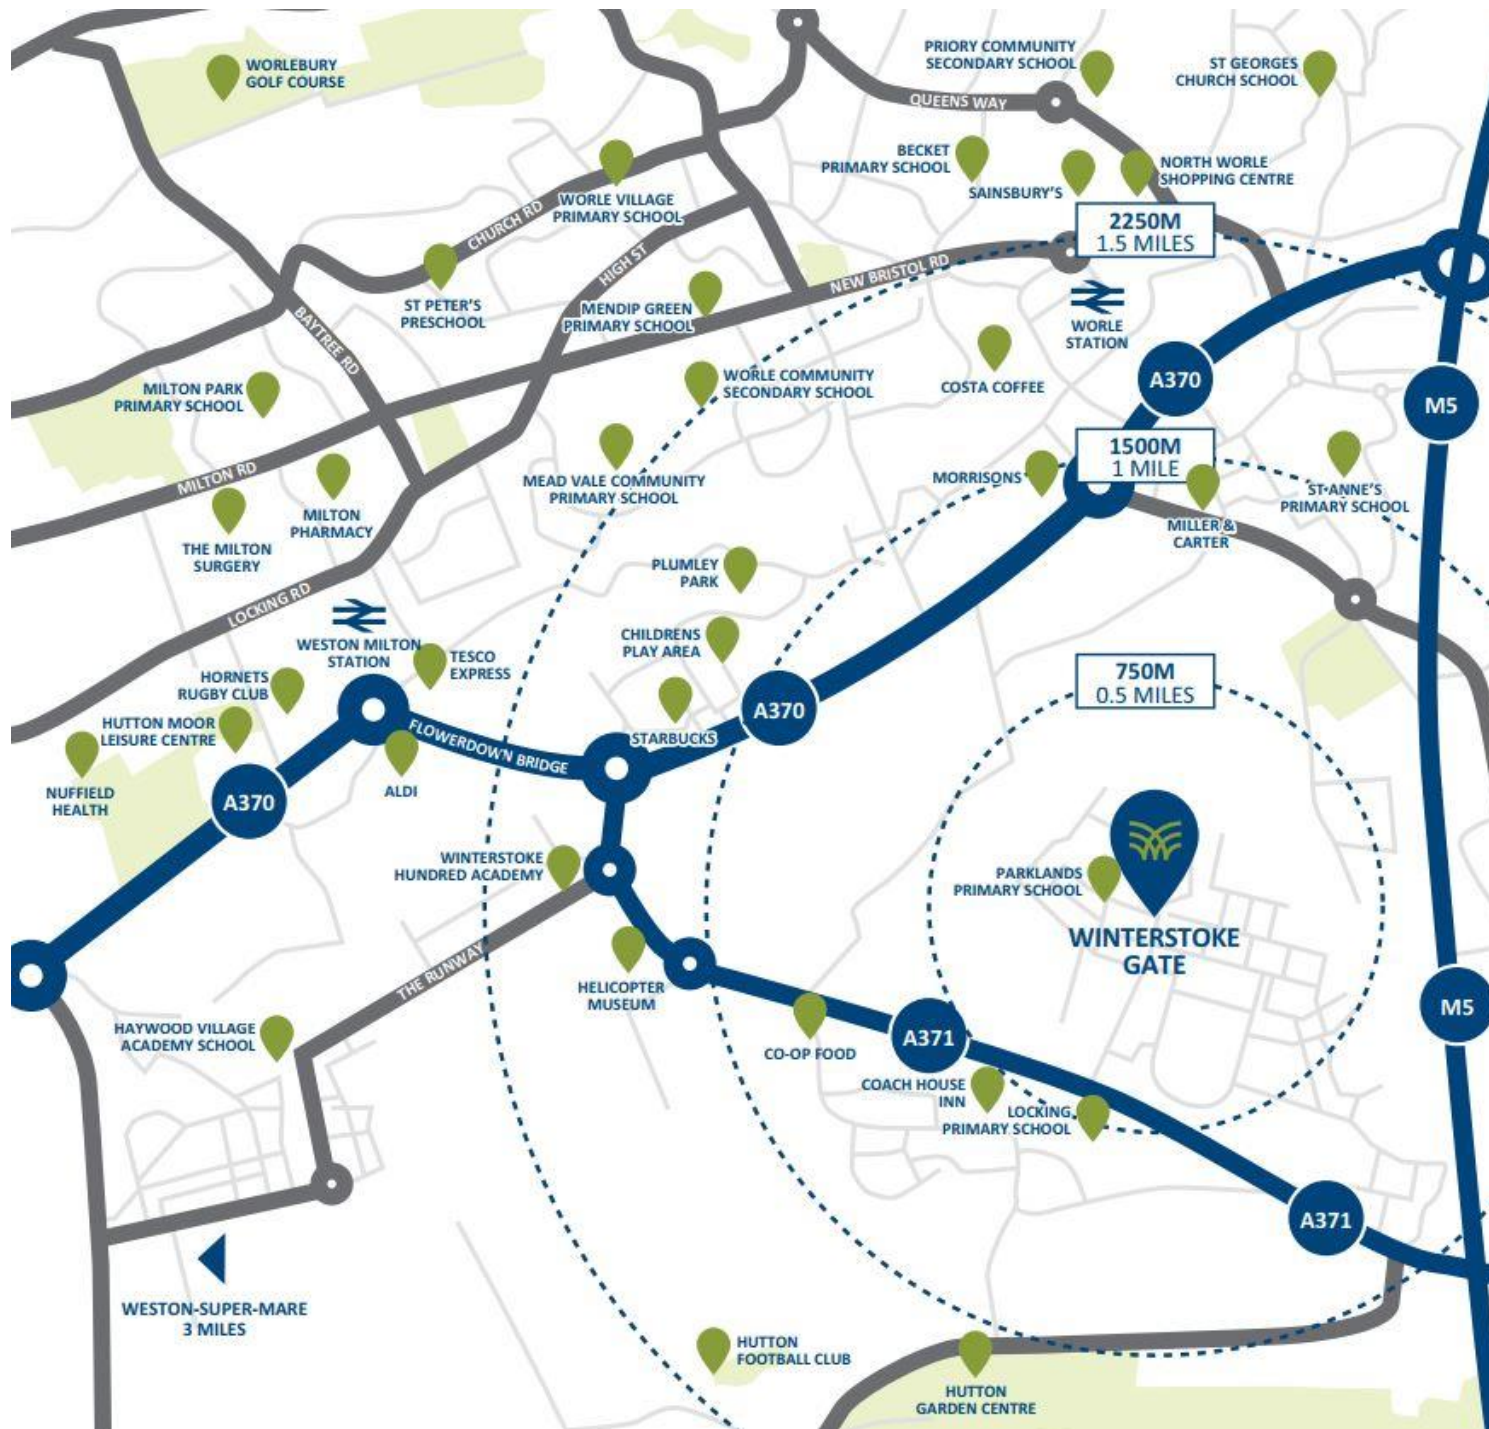 WORLEBURY
GOLF COURSE
PRIORY COMMUNITY
SECONDARY SCHOOL
ST GEORGES
CHURCH SCHOOL
QUEENS WAY
BECKET
PRIMARY SCHOOL
SAINSBURY'S
NORTH WORLE
SHOPPING CENTRE
WORLE VILLAGE
PRIMARY SCHOOL
CHURCH RD
HIGH ST
2250M
1.5 MILES
NEW BRISTOL RD
ST PETER'S
PRESCHOOL
MENDIP GREEN
PRIMARY SCHOOL
BAYTREE RD
WORLE
STATION
MILTON PARK
PRIMARY SCHOOL
WORLE COMMUNITY
SECONDARY SCHOOL
COSTA COFFEE
A370
M5
MILTON RD
MILTON
PHARMACY
THE MILTON
SURGERY
MEAD VALE COMMUNITY
PRIMARY SCHOOL
MORRISONS
1500M
1 MILE
MILLER &
CARTER
ST ANNE'S
PRIMARY SCHOOL
PLUMLEY
PARK
LOCKING RD
WESTON MILTON
STATION
TESCO
EXPRESS
CHILDRENS
PLAY AREA
750M
0.5 MILES
HORNETS
RUGBY CLUB
HUTTON MOOR
LEISURE CENTRE
NUFFIELD
HEALTH
A370
ALDI
FLOWERDOWN BRIDGE
STARBUCKS
A370
WINTERSTOKE
HUNDRED ACADEMY
PARKLANDS
PRIMARY SCHOOL
WINTERSTOKE
GATE
THE RUNWAY
HELICOPTER
MUSEUM
M5
HAYWOOD VILLAGE
ACADEMY SCHOOL
CO-OP FOOD
A371
COACH HOUSE
INN
LOCKING
PRIMARY SCHOOL
A371
WESTON-SUPER-MARE
3 MILES
HUTTON
FOOTBALL CLUB
HUTTON
GARDEN CENTRE